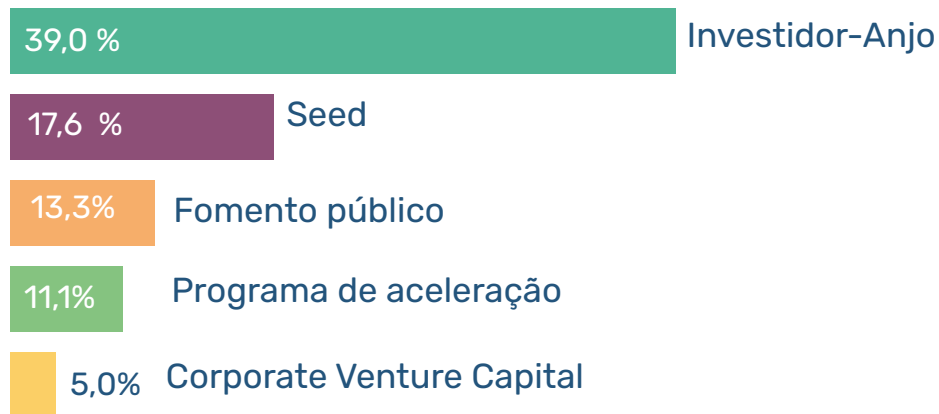 39,0 % Investidor-Anjo
17,6 % Seed
13,3% Fomento público
11,1% Programa de aceleração
5,0% Corporate Venture Capital